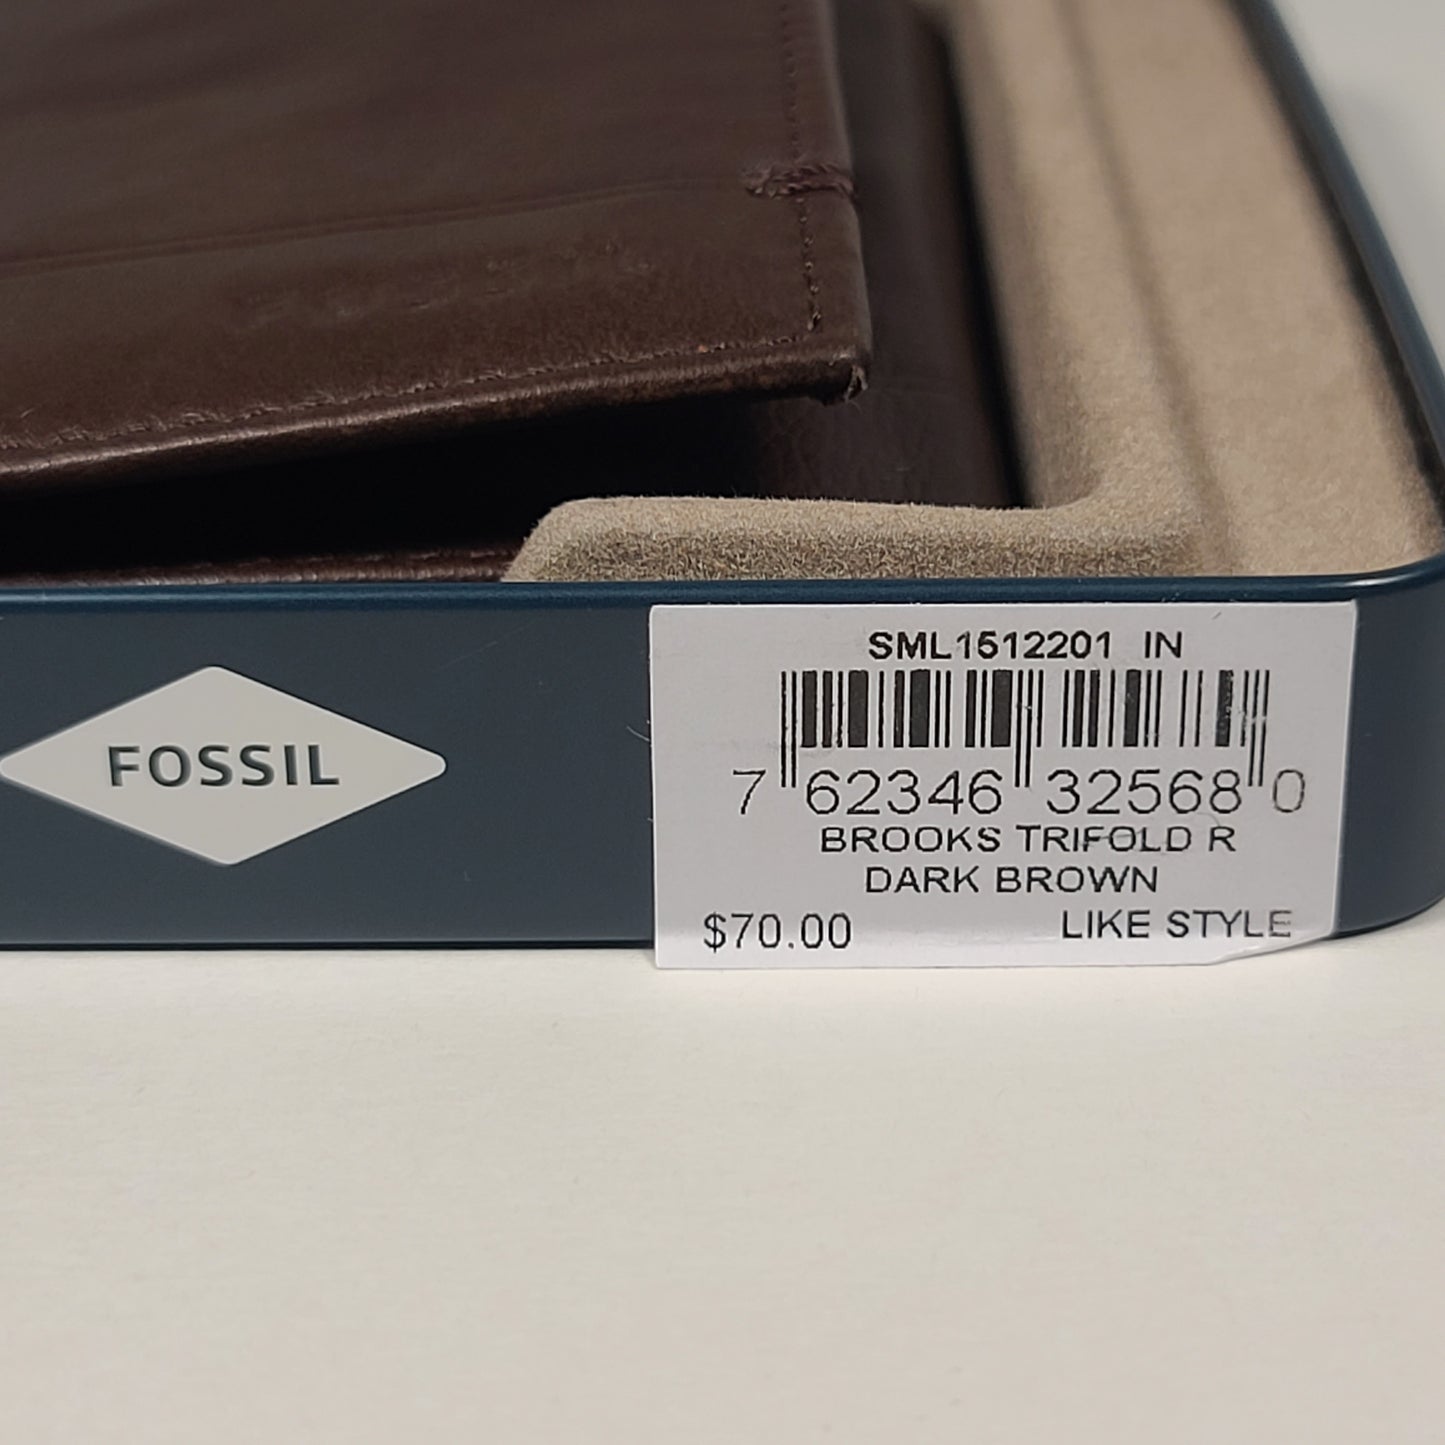 FOSSIL
SML1512201 IN
7 62346 32568 0
BROOKS TRIFOLD R
DARK BROWN
$70.00 LIKE STYLE